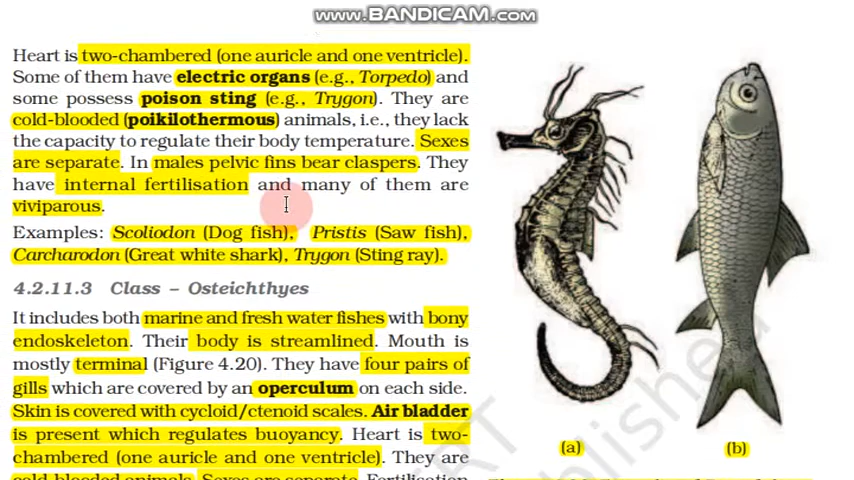 www.BANDICAM.com
Heart is two-chambered (one auricle and one ventricle).
Some of them have electric organs (e.g., Torpedo) and
some possess poison sting (e.g., Trygon). They are
cold-blooded (poikilothermous) animals, i.e., they lack
the capacity to regulate their body temperature. Sexes
are separate. In males pelvic fins bear claspers. They
have internal fertilisation and many of them are
viviparous.
Examples: Scoliodon (Dog fish), Pristis (Saw fish),
Carcharodon (Great white shark), Trygon (Sting ray).
4.2.11.3 Class – Osteichthyes
It includes both marine and fresh water fishes with bony
endoskeleton. Their body is streamlined. Mouth is
mostly terminal (Figure 4.20). They have four pairs of
gills which are covered by an operculum on each side.
Skin is covered with cycloid/ctenoid scales. Air bladder
is present which regulates buoyancy. Heart is two-
chambered (one auricle and one ventricle). They are
cold-blooded animals. Sexes are separate. Fertilisation
(a)
(b)